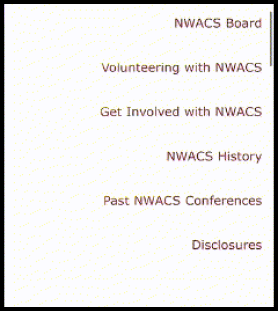 NWACS Board
Volunteering with NWACS
Get Involved with NWACS
NWACS History
Past NWACS Conferences
Disclosures